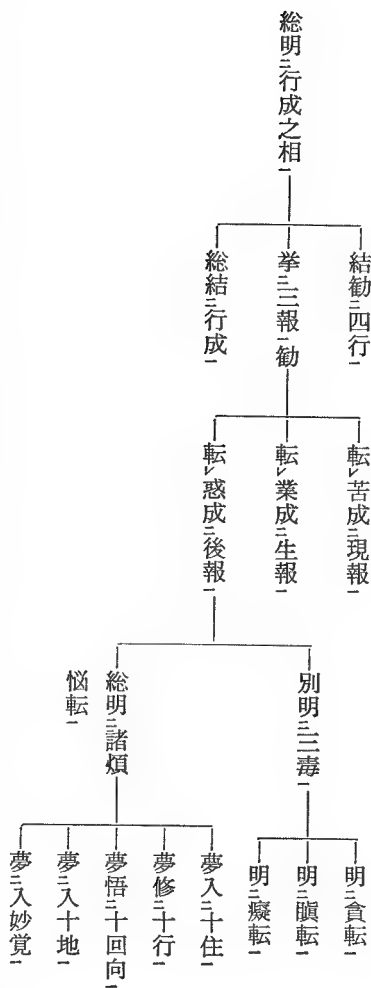 総明㆓行成之相㆒
結勧㆓四行㆒
挙㆓三報㆒勧
総結㆓行成㆒
転㆑苦成㆓現報㆒
転㆑業成㆓生報㆒
転㆑惑成㆓後報㆒
別明㆓三毒㆒
総明㆓諸煩
悩転㆒
明㆓貪転㆒
明㆓瞋転㆒
明㆓癡転㆒
夢入㆓十住㆒
夢修㆓十行㆒
夢悟㆓十回向㆒
夢㆓入十地㆒
夢㆓入妙覚㆒